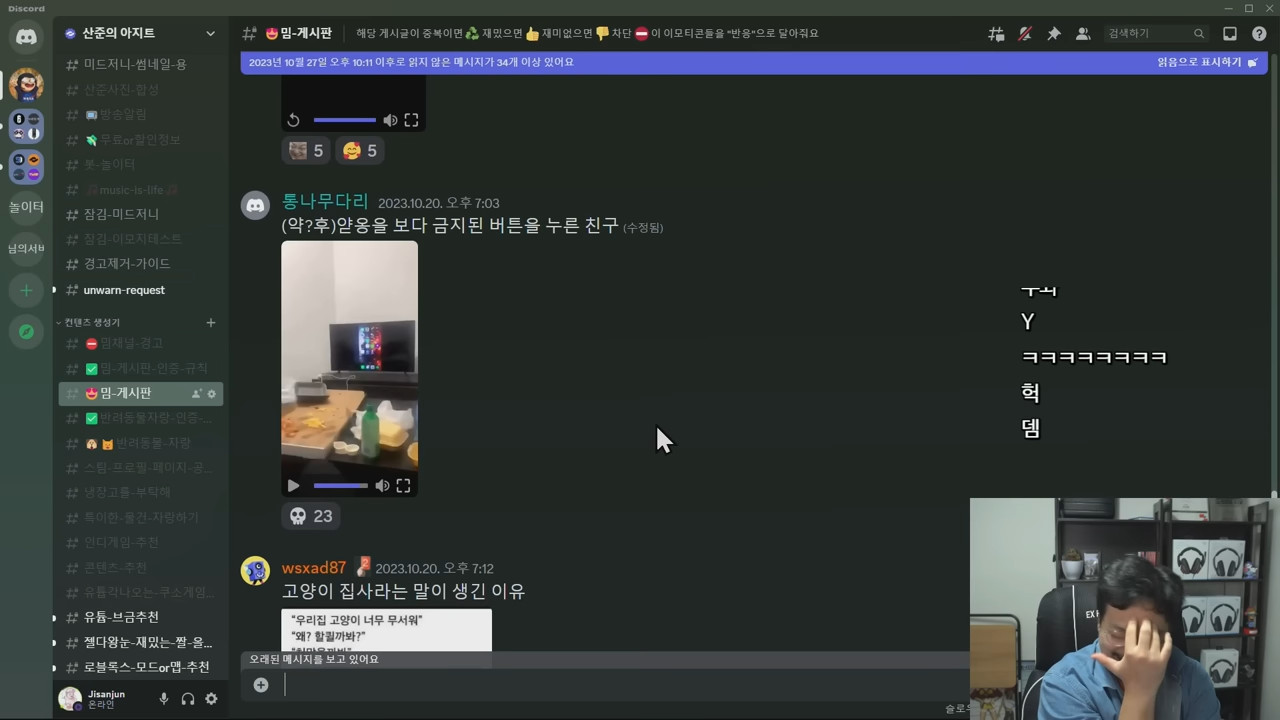 Discord
산준의 아지트
😍밈-게시판
해당 게시글이 중복이면♻️ 재밌으면👍 재미없으면👎 차단⛔이 이모티콘들을 "반응"으로 달아줘요
검색하기
2023년 10월 27일 오후 10:11 이후로 읽지 않은 메시지가 34개 이상 있어요
읽음으로 표시하기
미드저니-썸네일-용
산준사진-합성
방송알림
무료or할인정보
봇-놀이터
music-is-life
잠김-미드저니
잠김-이모지테스트
경고제거-가이드
unwarn-request
컨텐츠 생성기
⛔밈채널-경고
✅밈-게시판-인증-규칙
😍밈-게시판
✅반려동물자랑-인증-...
🐶🐱반려동물-자랑
스팀-프로필-페이지-공...
냉장고를-부탁해
특이한-물건-자랑하기
인디게임-추천
콘텐츠-추천
유튭각나오는-쿠소게임...
유튭-브금추천
젤다왕눈-재밌는-짤-올...
로블록스-모드or맵-추천
놀이터
님의서버
Jisanjun
온라인
5
5
통나무다리 2023.10.20. 오후 7:03
(약?후)얀옹을 보다 금지된 버튼을 누른 친구 (수정됨)
💀 23
wsxad87 2023.10.20. 오후 7:12
고양이 집사라는 말이 생긴 이유
"우리집 고양이 너무 무서워"
"왜? 할퀼까봐?"
오래된 메시지를 보고 있어요
Y
ㅋㅋㅋㅋㅋㅋㅋㅋ
헉
뎀
슬로우